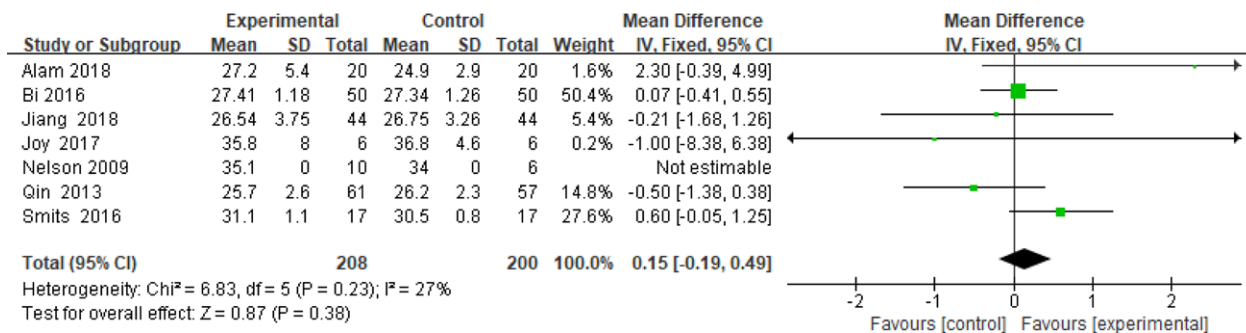 Experimental Control Mean Difference Mean Difference
Study or Subgroup Mean SD Total Mean SD Total Weight IV, Fixed, 95% CI IV, Fixed, 95% CI
Alam 2018 27.2 5.4 20 24.9 2.9 20 1.6% 2.30 [-0.39, 4.99]
Bi 2016 27.41 1.18 50 27.34 1.26 50 50.4% 0.07 [-0.41, 0.55]
Jiang 2018 26.54 3.75 44 26.75 3.26 44 5.4% -0.21 [-1.68, 1.26]
Joy 2017 35.8 8 6 36.8 4.6 6 0.2% -1.00 [-8.38, 6.38]
Nelson 2009 35.1 0 10 34 0 6 Not estimable
Qin 2013 25.7 2.6 61 26.2 2.3 57 14.8% -0.50 [-1.38, 0.38]
Smits 2016 31.1 1.1 17 30.5 0.8 17 27.6% 0.60 [-0.05, 1.25]
Total (95% CI) 208 200 100.0% 0.15 [-0.19, 0.49]
Heterogeneity: Chi² = 6.83, df = 5 (P = 0.23); I² = 27%
Test for overall effect: Z = 0.87 (P = 0.38)
-2 -1 0 1 2
Favours [control] Favours [experimental]